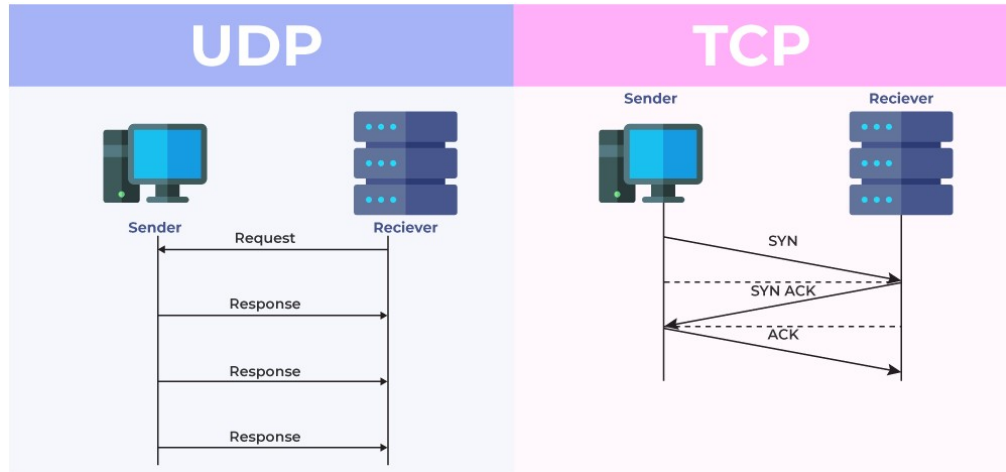 UDP
Sender
Reciever
Request
Response
Response
Response
TCP
Sender
Reciever
SYN
SYN ACK
ACK